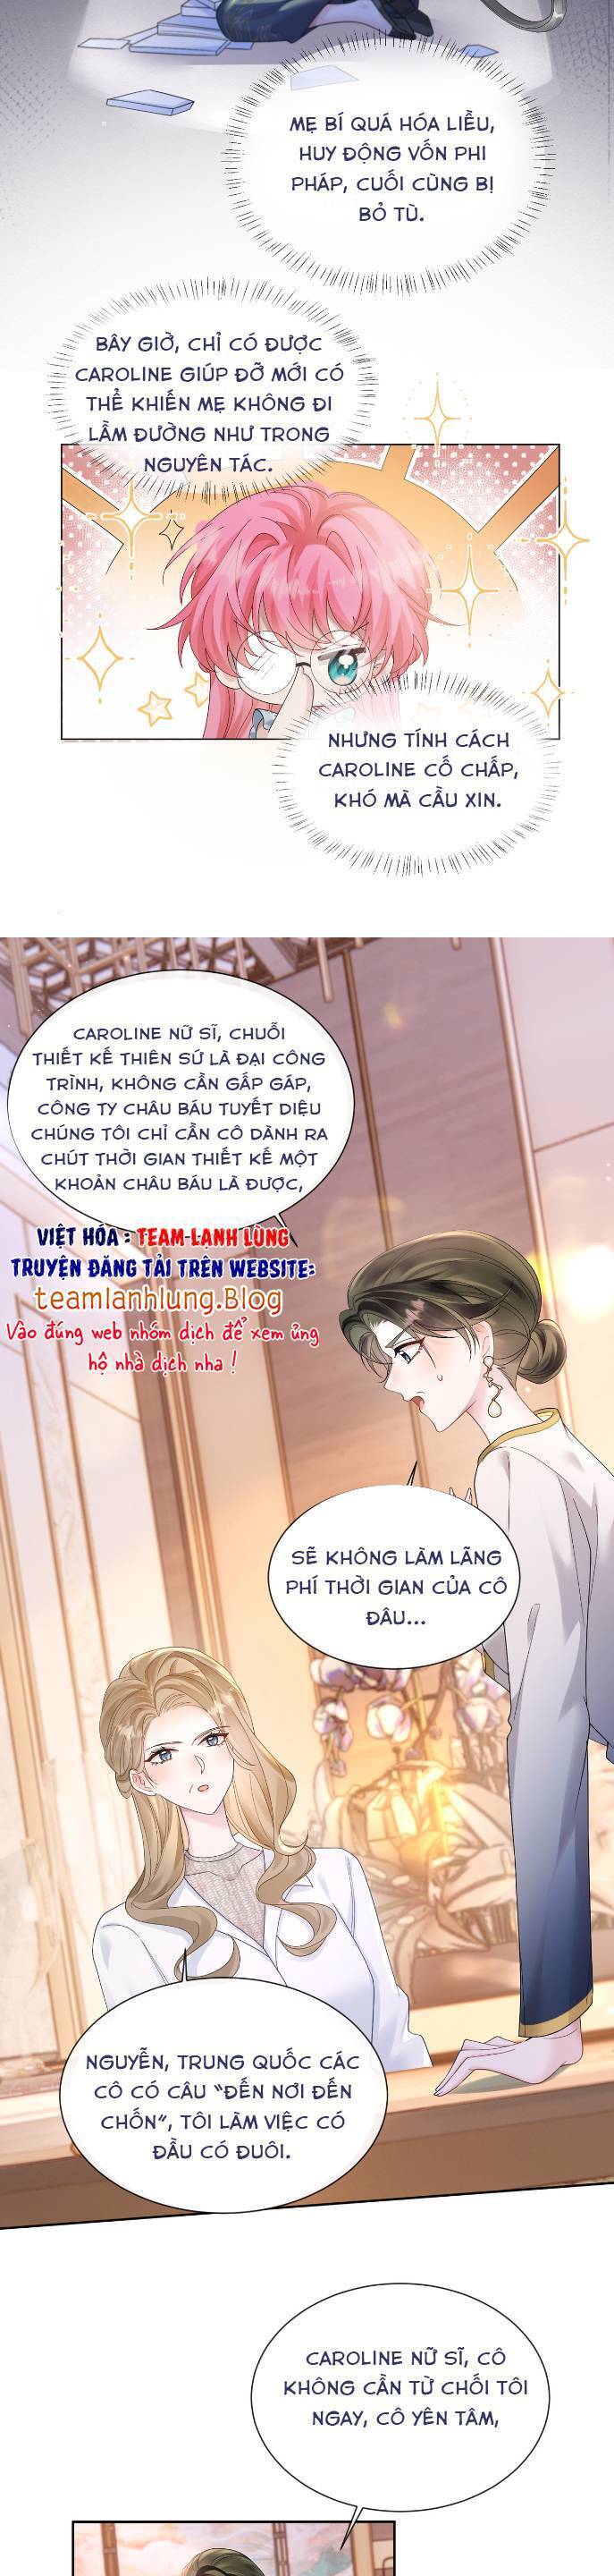 MẸ BÍ QUÁ HÓA LIỀU,
HUY ĐỘNG VỐN PHI
PHÁP, CUỐI CÙNG BỊ
BỎ TÙ.
BÂY GIỜ, CHỈ CÓ ĐƯỢC
CAROLINE GIÚP ĐỠ MỚI CÓ
THỂ KHIẾN MẸ KHÔNG ĐI
LẦM ĐƯỜNG NHƯ TRONG
NGUYÊN TÁC.
NHƯNG TÍNH CÁCH
CAROLINE CỐ CHẤP,
KHÓ MÀ CẦU XIN.
CAROLINE NỮ SĨ, CHUỖI
THIẾT KẾ THIÊN SỨ LÀ ĐẠI CÔNG
TRÌNH, KHÔNG CẦN GẤP GÁP,
CÔNG TY CHÂU BÁU TUYẾT DIỆU
CHÚNG TÔI CHỈ CẦN CÔ DÀNH RA
CHÚT THỜI GIAN THIẾT KẾ MỘT
KHOẢN CHÂU BÁU LÀ ĐƯỢC,
VIỆT HÓA : TEAM-LẠNH LÙNG
TRUYỆN ĐĂNG TẢI TRÊN WEBSITE:
teamlanhlung.Blog
Vào đúng web nhóm dịch để xem ủng
hộ nhà dịch nha !
SẼ KHÔNG LÀM LÃNG
PHÍ THỜI GIAN CỦA CÔ
ĐÂU...
NGUYỄN, TRUNG QUỐC CÁC
CÔ CÓ CÂU "ĐẾN NƠI ĐẾN
CHỐN", TÔI LÀM VIỆC CÓ
ĐẦU CÓ ĐUÔI.
CAROLINE NỮ SĨ, CÔ
KHÔNG CẦN TỪ CHỐI TÔI
NGAY, CÔ YÊN TÂM,